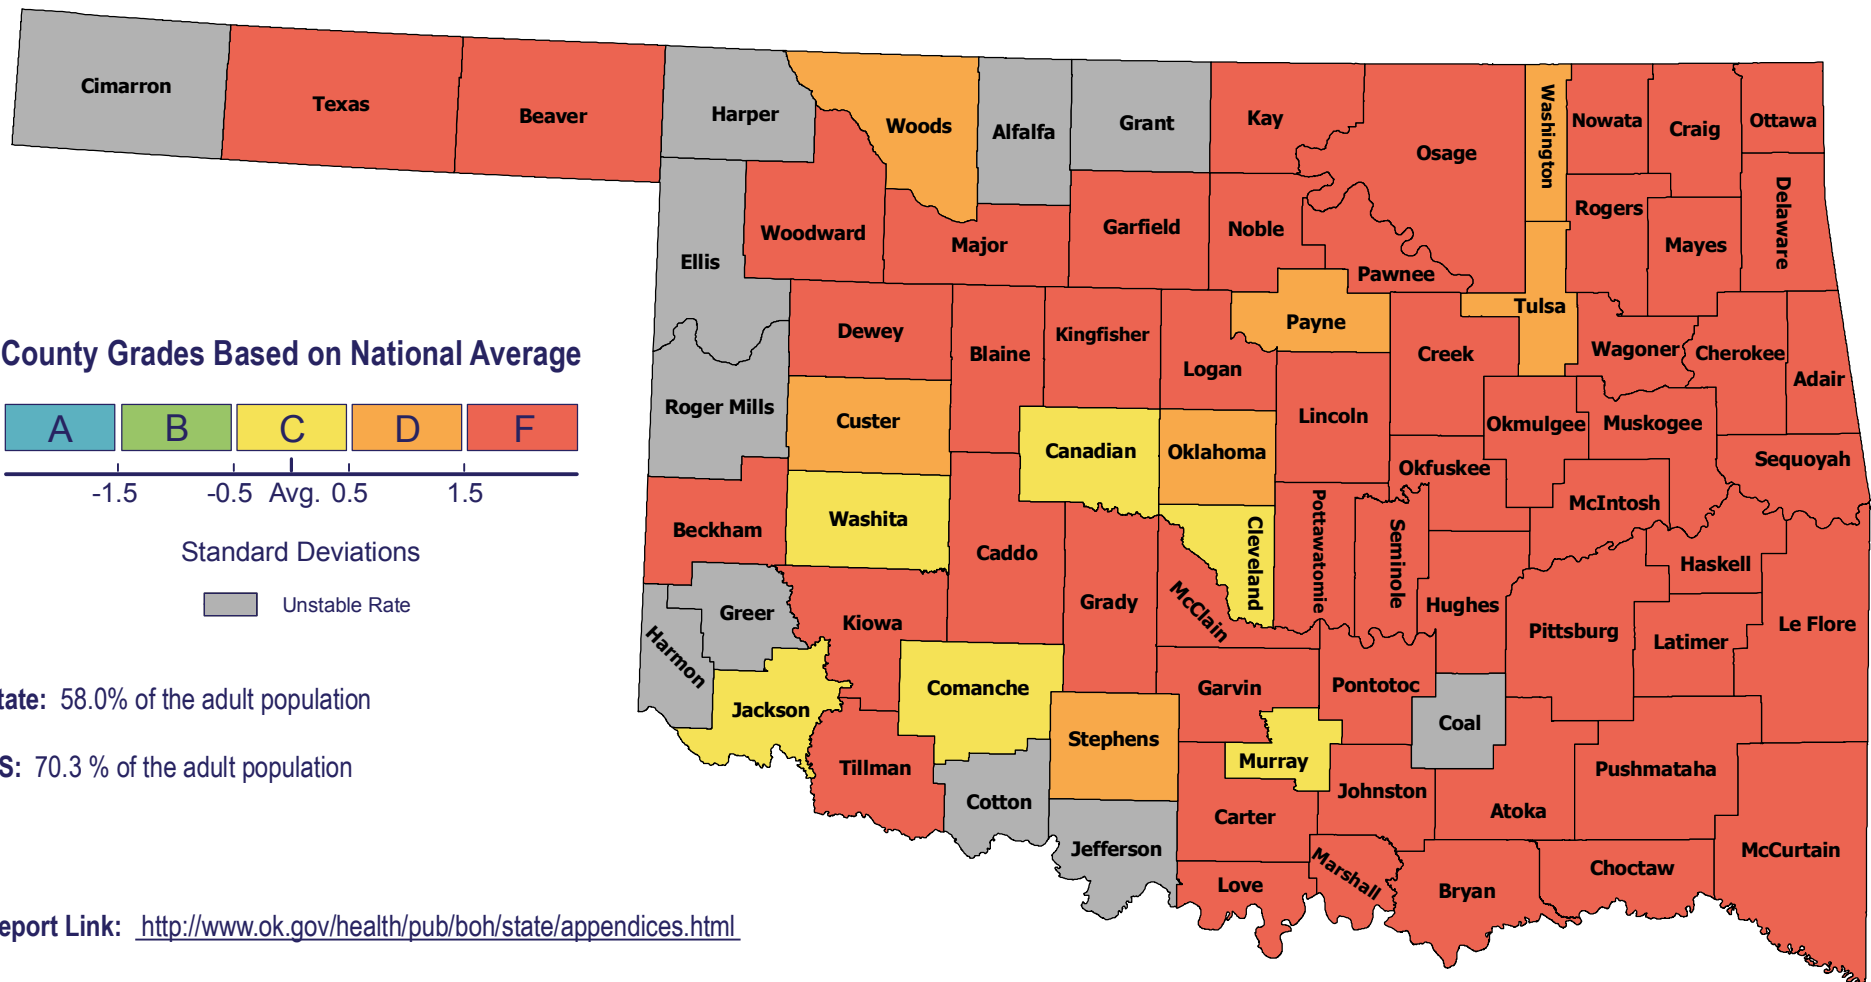 Cimarron
Texas
Beaver
Harper
Woods
Alfalfa
Grant
Kay
Osage
Washington
Nowata
Craig
Ottawa
Delaware
Rogers
Mayes
Ellis
Woodward
Major
Garfield
Noble
Pawnee
Payne
Tulsa
Dewey
Blaine
Kingfisher
Logan
Creek
Wagoner
Cherokee
Adair
Roger Mills
Custer
Canadian
Oklahoma
Lincoln
Okmulgee
Muskogee
Okfuskee
Sequoyah
McIntosh
Beckham
Washita
Caddo
Cleveland
Pottawatomie
Seminole
Haskell
Greer
Harmon
Kiowa
Grady
McClain
Hughes
Pittsburg
Latimer
Le Flore
Jackson
Comanche
Garvin
Pontotoc
Coal
Tillman
Stephens
Murray
Johnston
Atoka
Pushmataha
Cotton
Jefferson
Carter
Love
Marshall
Bryan
Choctaw
McCurtain
County Grades Based on National Average
A B C D F
-1.5 -0.5 Avg. 0.5 1.5
Standard Deviations
Unstable Rate
tate: 58.0% of the adult population
S: 70.3 % of the adult population
eport Link: http://www.ok.gov/health/pub/boh/state/appendices.html